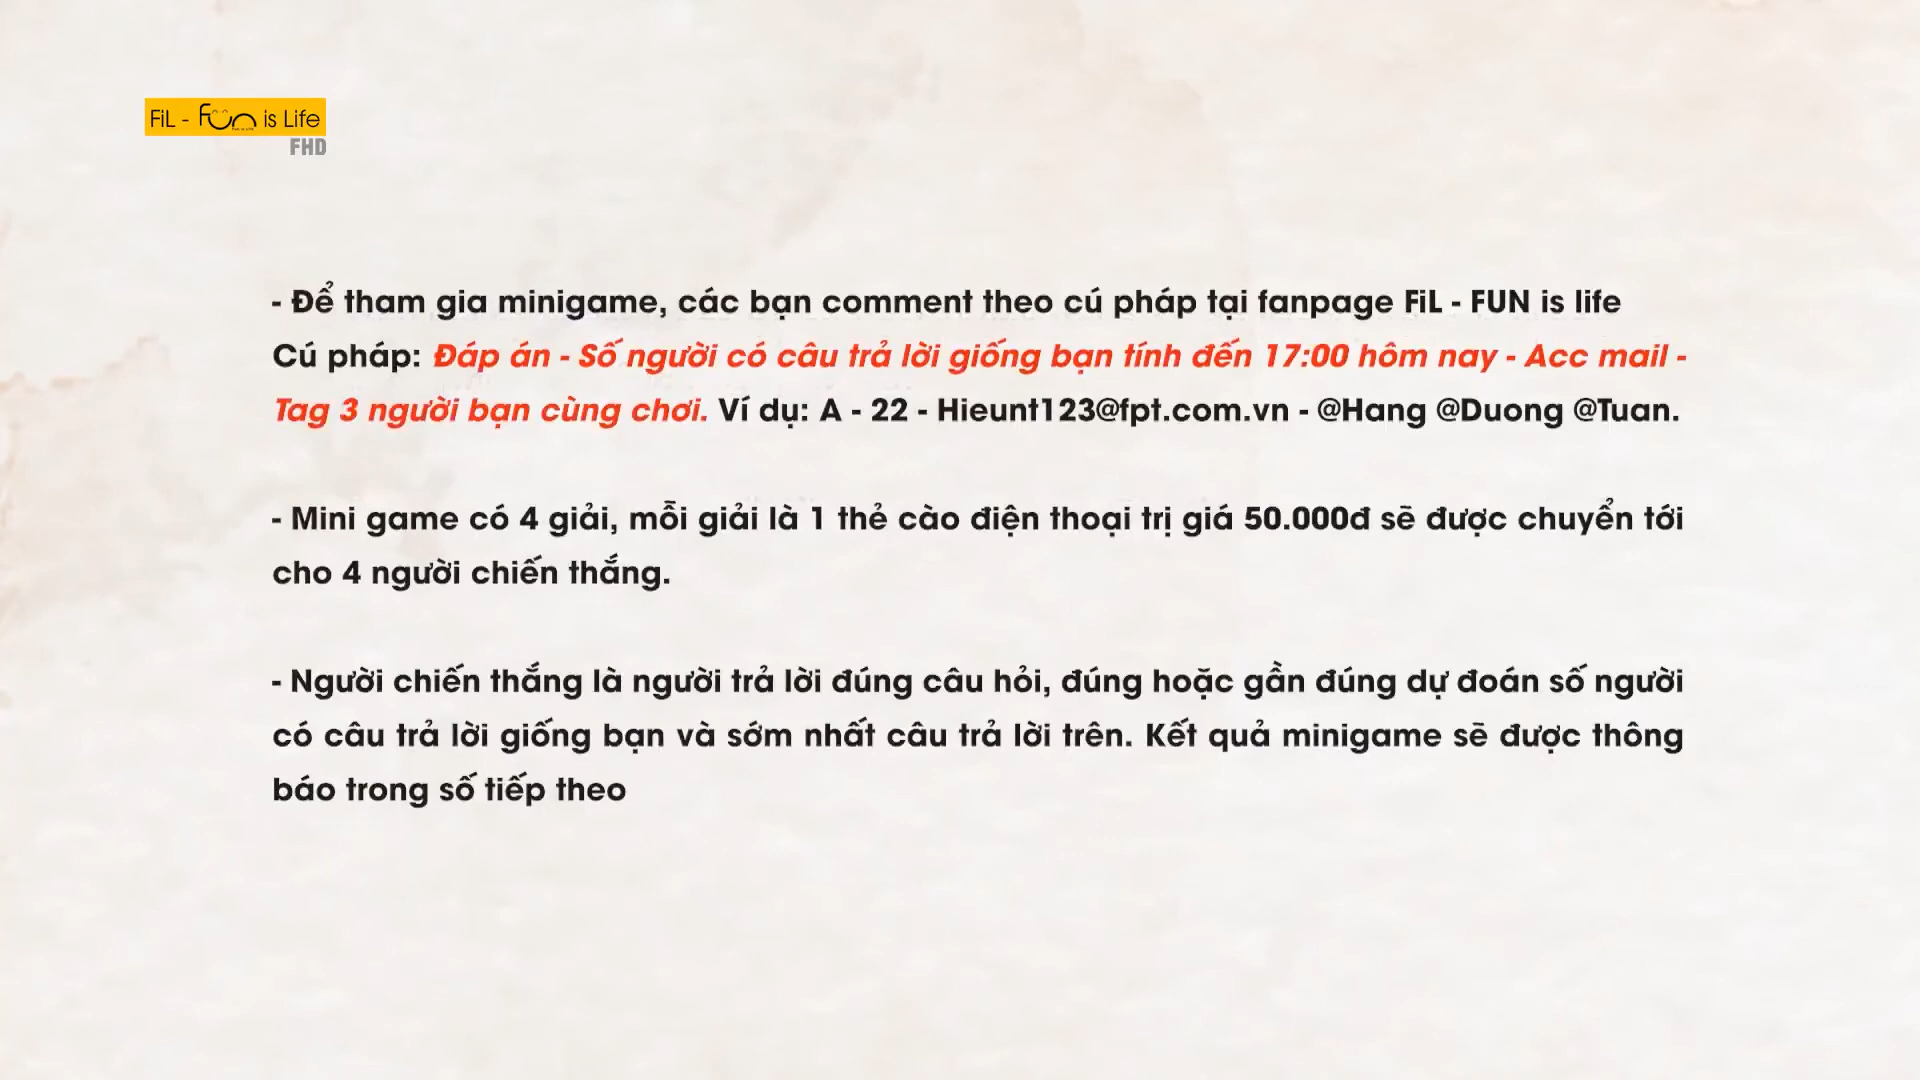 FiL - Fun is Life
FHD
- Để tham gia minigame, các bạn comment theo cú pháp tại fanpage FiL - FUN is life
Cú pháp: Đáp án - Số người có câu trả lời giống bạn tính đến 17:00 hôm nay - Acc mail -
Tag 3 người bạn cùng chơi. Ví dụ: A - 22 - Hieunt123@fpt.com.vn - @Hang @Duong @Tuan.
- Mini game có 4 giải, mỗi giải là 1 thẻ cào điện thoại trị giá 50.000đ sẽ được chuyển tới
cho 4 người chiến thắng.
- Người chiến thắng là người trả lời đúng câu hỏi, đúng hoặc gần đúng dự đoán số người
có câu trả lời giống bạn và sớm nhất câu trả lời trên. Kết quả minigame sẽ được thông
báo trong số tiếp theo